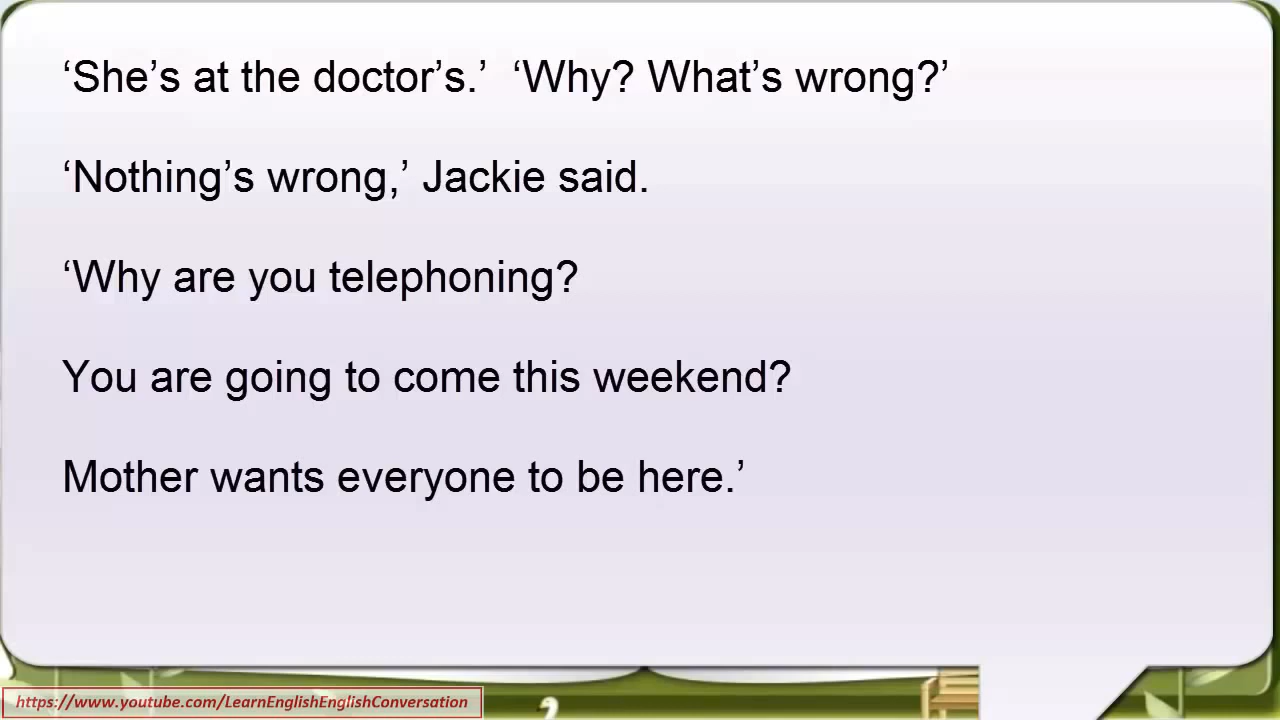 ‘She’s at the doctor’s.’  ‘Why? What’s wrong?’
‘Nothing’s wrong,’ Jackie said.
‘Why are you telephoning?
You are going to come this weekend?
Mother wants everyone to be here.’
https://www.youtube.com/LearnEnglishEnglishConversation